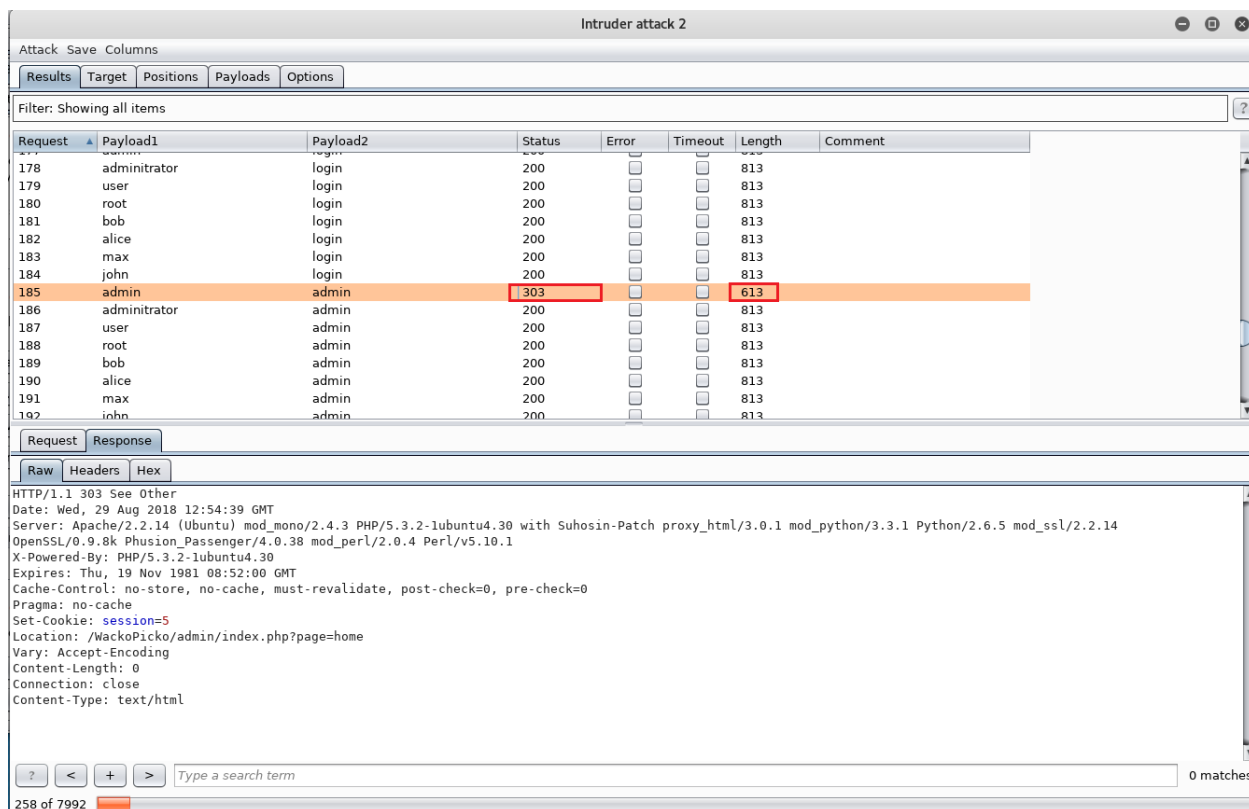 Intruder attack 2
Attack Save Columns
Results Target Positions Payloads Options
Filter: Showing all items
?
Request Payload1 Payload2 Status Error Timeout Length Comment
178 adminitrator login 200 813
179 user login 200 813
180 root login 200 813
181 bob login 200 813
182 alice login 200 813
183 max login 200 813
184 john login 200 813
185 admin admin 303 613
186 adminitrator admin 200 813
187 user admin 200 813
188 root admin 200 813
189 bob admin 200 813
190 alice admin 200 813
191 max admin 200 813
192 john admin 200 813
Request Response
Raw Headers Hex
HTTP/1.1 303 See Other
Date: Wed, 29 Aug 2018 12:54:39 GMT
Server: Apache/2.2.14 (Ubuntu) mod_mono/2.4.3 PHP/5.3.2-1ubuntu4.30 with Suhosin-Patch proxy_html/3.0.1 mod_python/3.3.1 Python/2.6.5 mod_ssl/2.2.14
OpenSSL/0.9.8k Phusion_Passenger/4.0.38 mod_perl/2.0.4 Perl/v5.10.1
X-Powered-By: PHP/5.3.2-1ubuntu4.30
Expires: Thu, 19 Nov 1981 08:52:00 GMT
Cache-Control: no-store, no-cache, must-revalidate, post-check=0, pre-check=0
Pragma: no-cache
Set-Cookie: session=5
Location: /WackoPicko/admin/index.php?page=home
Vary: Accept-Encoding
Content-Length: 0
Connection: close
Content-Type: text/html
? < + > Type a search term 0 matches
258 of 7992